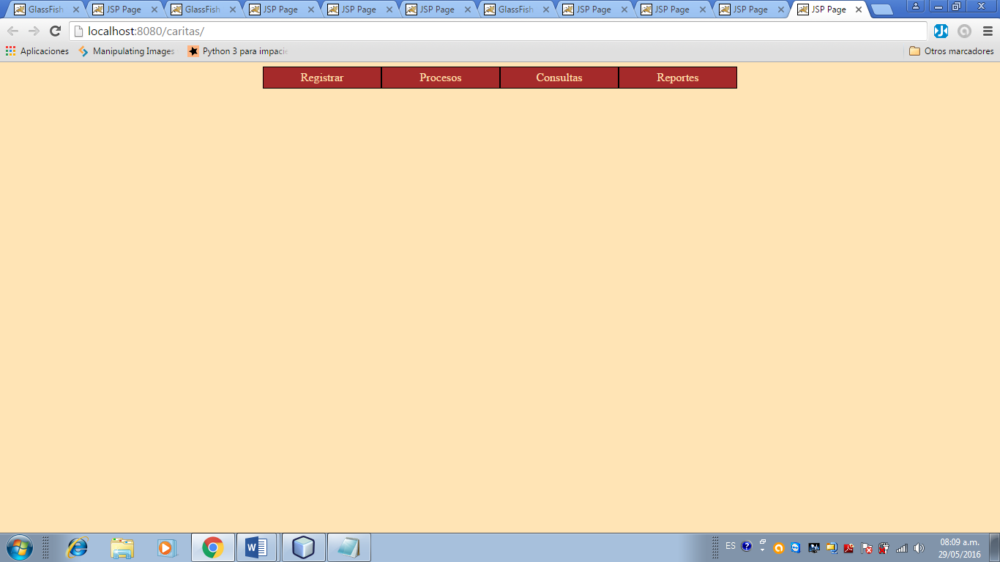 GlassFish JSP Page GlassFish JSP Page JSP Page JSP Page GlassFish JSP Page JSP Page JSP Page JSP Page
localhost:8080/caritas/
Aplicaciones Manipulating Images Python 3 para impacie Otros marcadores
Registrar Procesos Consultas Reportes
ES 08:09 a.m.
29/05/2016